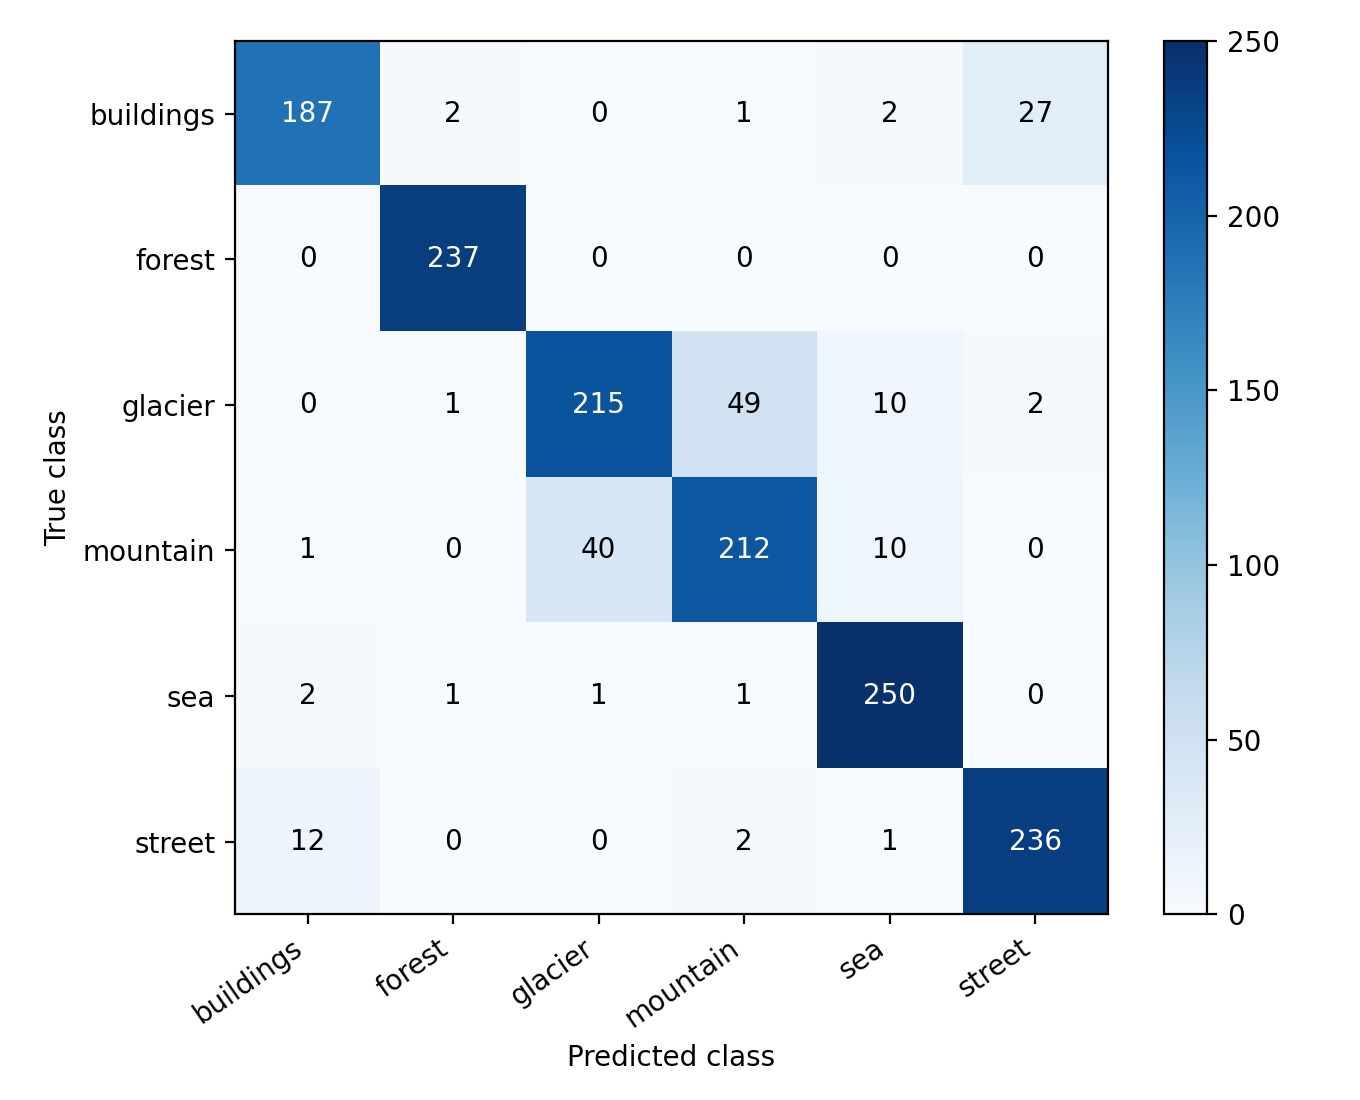 buildings 187 2 0 1 2 27
forest 0 237 0 0 0 0
glacier 0 1 215 49 10 2
mountain 1 0 40 212 10 0
sea 2 1 1 1 250 0
street 12 0 0 2 1 236
True class
buildings forest glacier mountain sea street
Predicted class
250
200
150
100
50
0